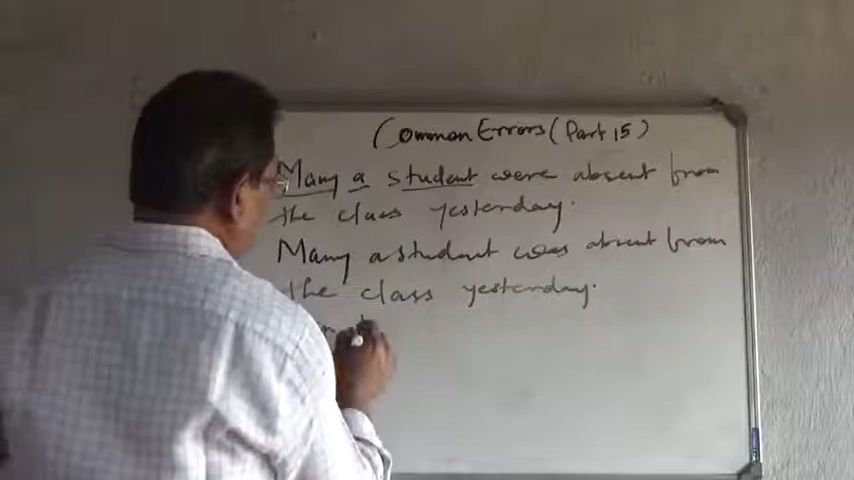 Common Errors (Part 15)
Many a student were absent from
the class yesterday.
Many a student was absent from
the class yesterday.